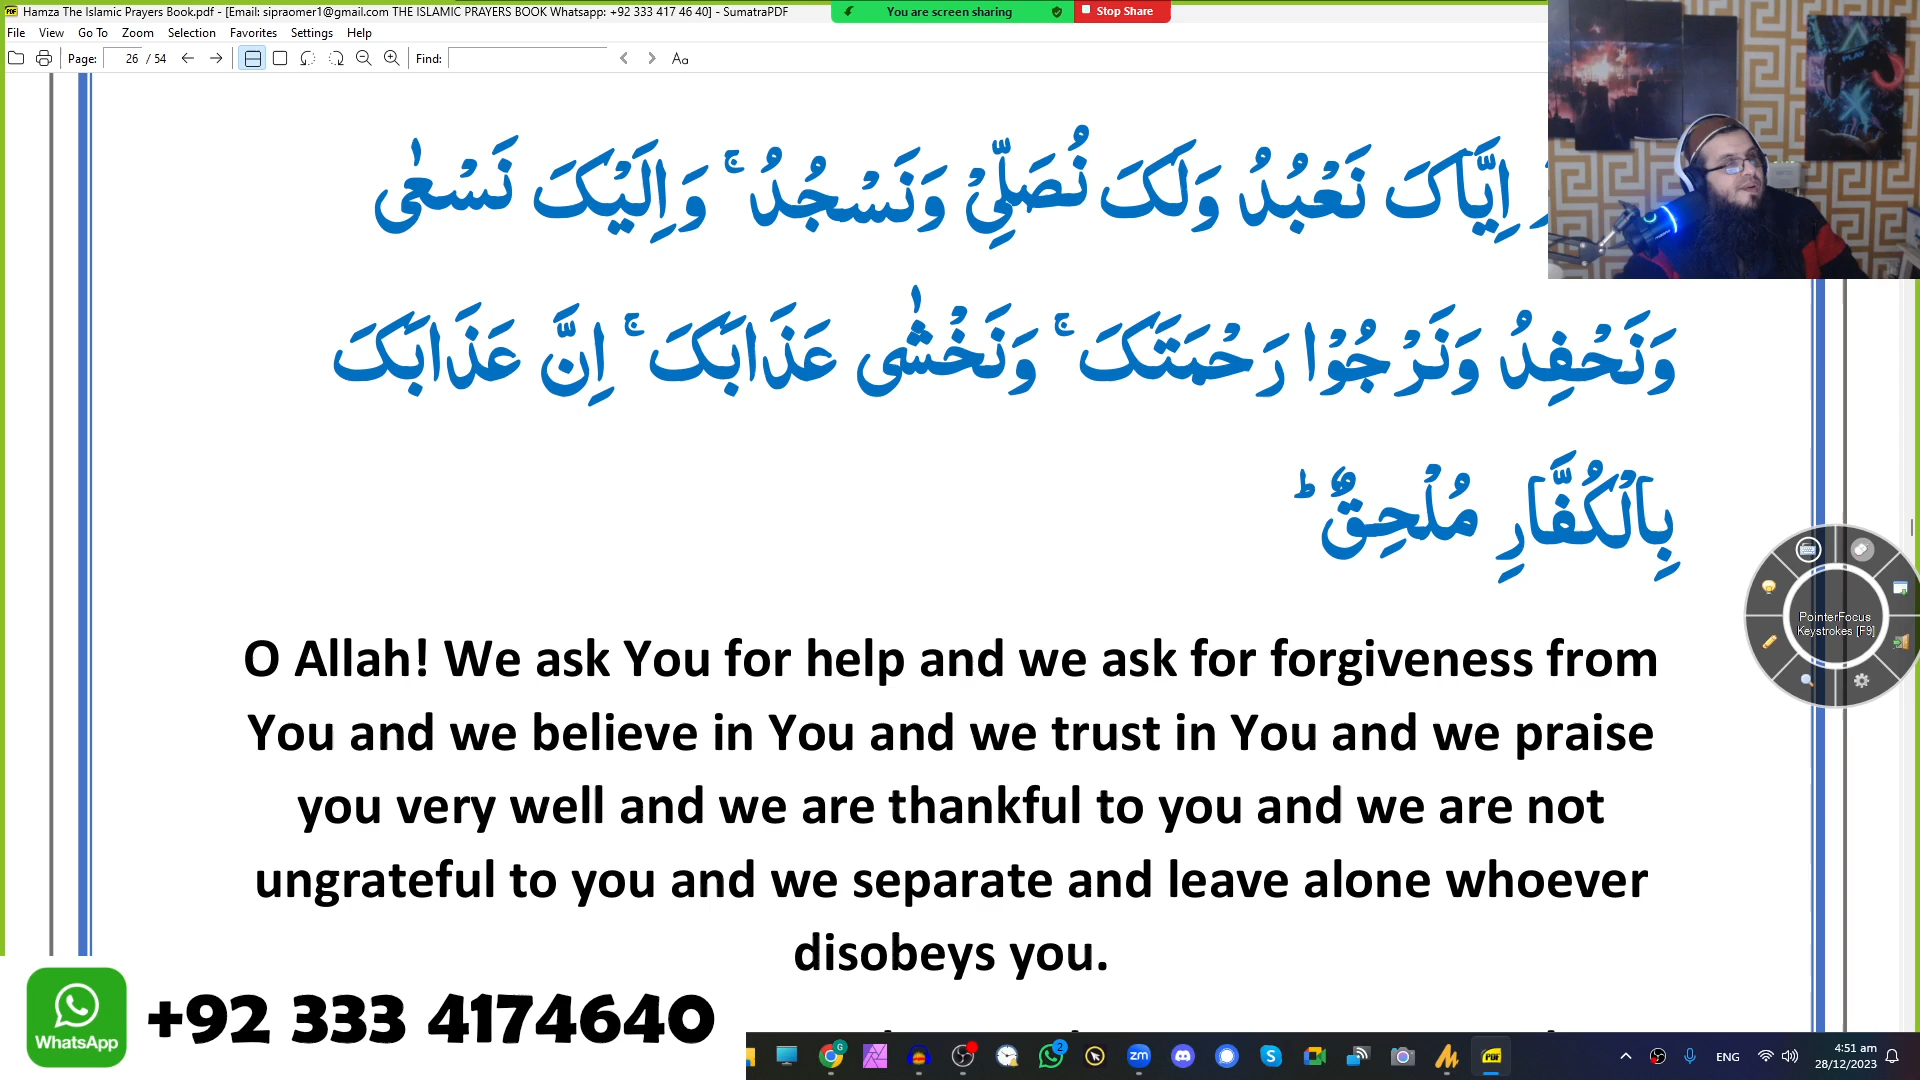 Hamza The Islamic Prayers Book.pdf - [Email: sipraomer1@gmail.com THE ISLAMIC PRAYERS BOOK Whatsapp: +92 333 417 46 40] - SumatraPDF
You are screen sharing
Stop Share
File View Go To Zoom Selection Favorites Settings Help
Page: 26 / 54 Find: Aa
اِيَّاكَ نَعْبُدُ وَلَكَ نُصَلِّيْ وَنَسْجُدُ ۚ وَاِلَيْكَ نَسْعٰى
وَنَحْفِدُ وَنَرْجُوْا رَحْمَتَكَ ۚ وَنَخْشٰى عَذَابَكَ ۚ اِنَّ عَذَابَكَ
بِالْكُفَّارِ مُلْحِقٌ ؕ
O Allah! We ask You for help and we ask for forgiveness from
You and we believe in You and we trust in You and we praise
you very well and we are thankful to you and we are not
ungrateful to you and we separate and leave alone whoever
disobeys you.
PointerFocus
Keystrokes [F9]
WhatsApp
+92 333 4174640
ENG
4:51 am
28/12/2023